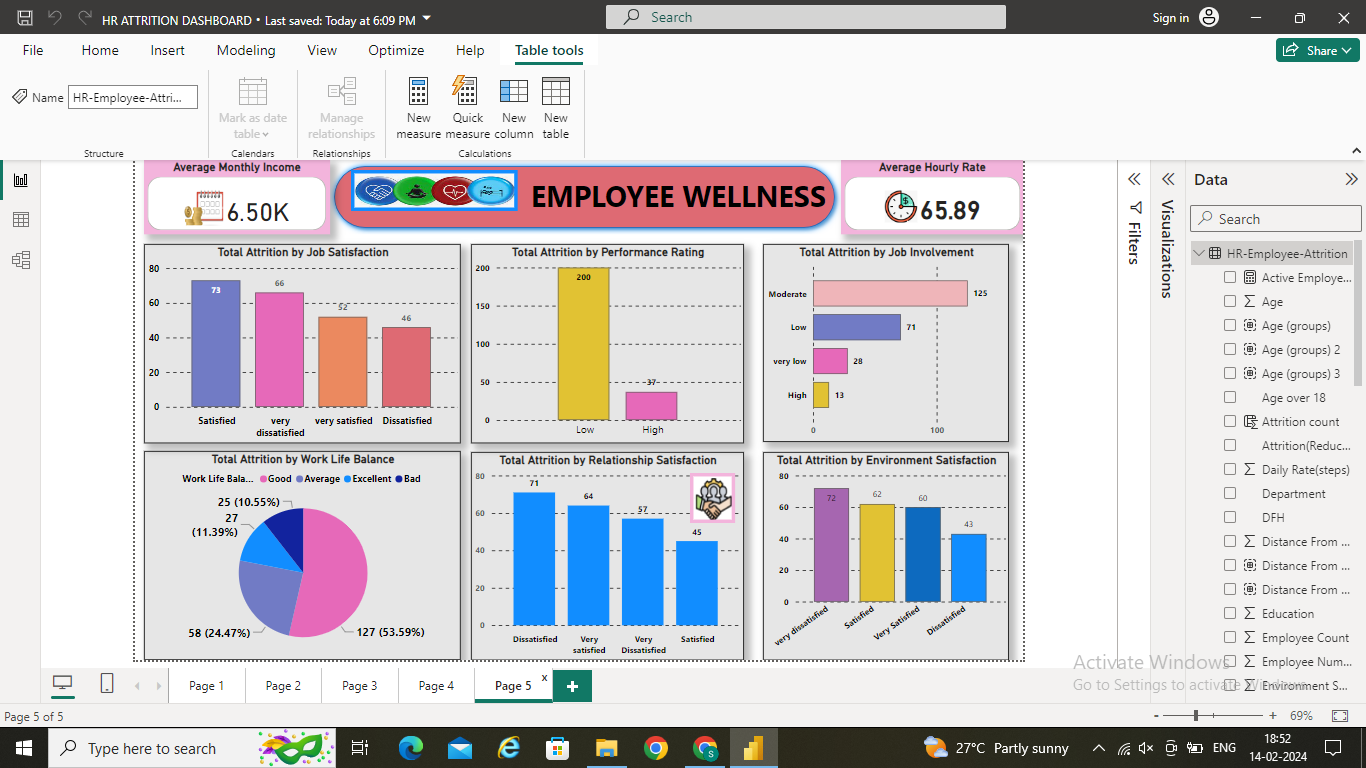 HR ATTRITION DASHBOARD • Last saved: Today at 6:09 PM
Search
Sign in
File Home Insert Modeling View Optimize Help Table tools
Share
Name HR-Employee-Attri...
Mark as date table
Manage relationships
New measure
Quick measure
New column
New table
Structure
Calendars
Relationships
Calculations
Average Monthly Income
6.50K
EMPLOYEE WELLNESS
Average Hourly Rate
65.89
Total Attrition by Job Satisfaction
80
60
40
20
0
73
66
52
46
Satisfied
very dissatisfied
very satisfied
Dissatisfied
Total Attrition by Performance Rating
200
150
100
50
0
200
37
Low
High
Total Attrition by Job Involvement
Moderate 125
Low 71
very low 28
High 13
0 100
Total Attrition by Work Life Balance
Work Life Bala... Good Average Excellent Bad
25 (10.55%)
27 (11.39%)
58 (24.47%)
127 (53.59%)
Total Attrition by Relationship Satisfaction
80
60
40
20
0
71
64
57
45
Dissatisfied
Very satisfied
Very Dissatisfied
Satisfied
Total Attrition by Environment Satisfaction
80
60
40
20
0
72
62
60
43
very dissatisfied
Satisfied
Very Satisfied
Dissatisfied
Filters
Visualizations
Data
Search
HR-Employee-Attrition
Active Employe...
Age
Age (groups)
Age (groups) 2
Age (groups) 3
Age over 18
Attrition count
Attrition(Reduc...
Daily Rate(steps)
Department
DFH
Distance From ...
Distance From ...
Distance From ...
Education
Employee Count
Employee Num...
Environment S...
Activate Windows
Go to Settings to activate Windows.
Page 1
Page 2
Page 3
Page 4
Page 5 x
+
Page 5 of 5
- + 69%
Type here to search
27°C Partly sunny
ENG
18:52
14-02-2024